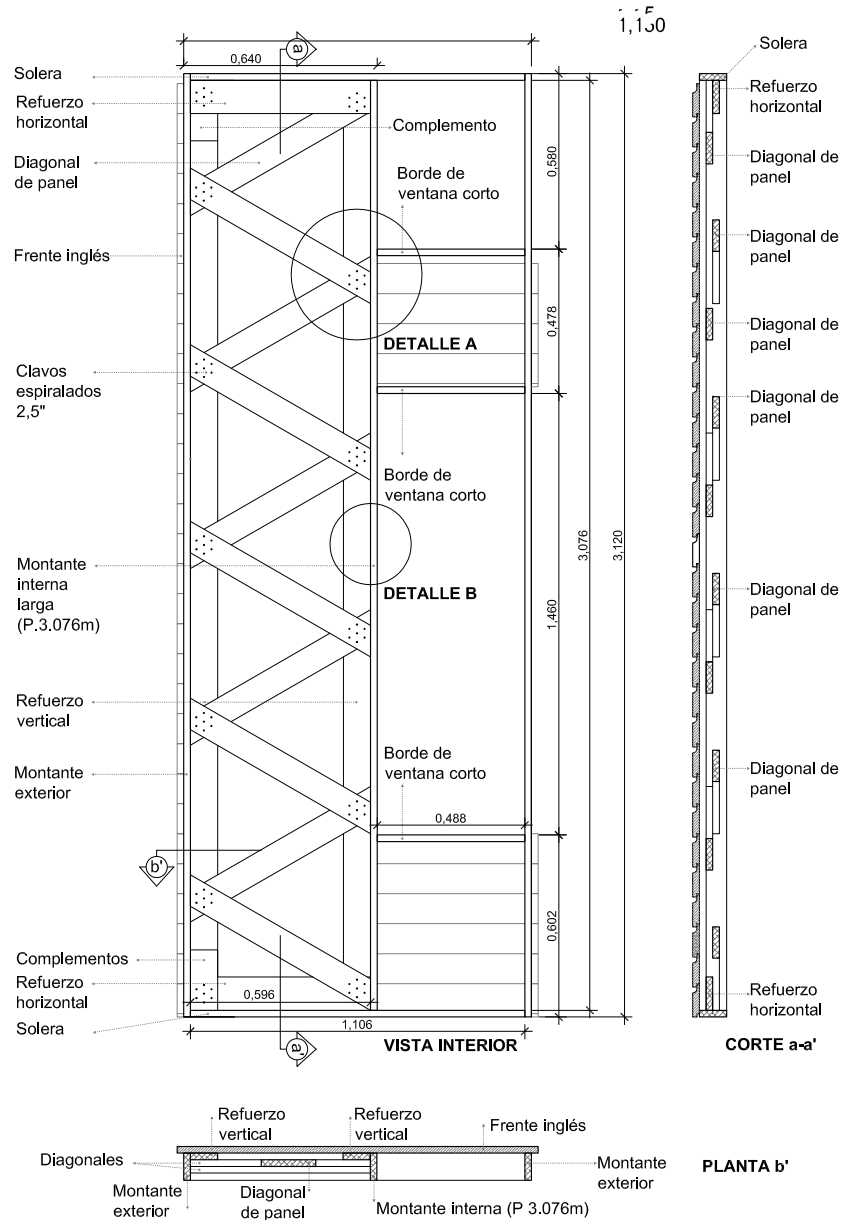 1,150
a
0,640
Solera
Solera
Refuerzo
horizontal
Refuerzo
horizontal
Complemento
Diagonal
de panel
Diagonal de
panel
0,580
Borde de
ventana corto
Diagonal de
panel
Frente inglés
Diagonal de
panel
0,478
DETALLE A
Clavos
espiralados
2,5"
Diagonal de
panel
Borde de
ventana corto
3,076
3,120
Montante
interna
larga
(P.3.076m)
DETALLE B
Diagonal de
panel
1,460
Refuerzo
vertical
Borde de
ventana corto
Montante
exterior
Diagonal de
panel
0,488
b'
0,602
Complementos
Refuerzo
horizontal
0,596
Refuerzo
horizontal
Solera
1,106
a'
VISTA INTERIOR
CORTE a-a'
Refuerzo
vertical
Refuerzo
vertical
Frente inglés
Diagonales
Montante
exterior
PLANTA b'
Montante
exterior
Diagonal
de panel
Montante interna (P 3.076m)